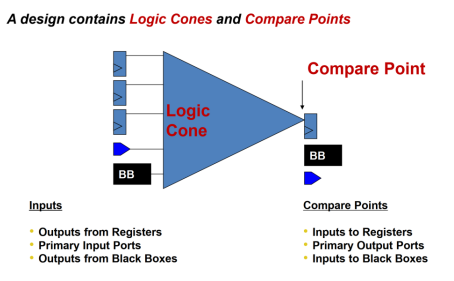 A design contains Logic Cones and Compare Points
Compare Point
Logic
Cone
BB
BB
Inputs
• Outputs from Registers
• Primary Input Ports
• Outputs from Black Boxes
Compare Points
• Inputs to Registers
• Primary Output Ports
• Inputs to Black Boxes